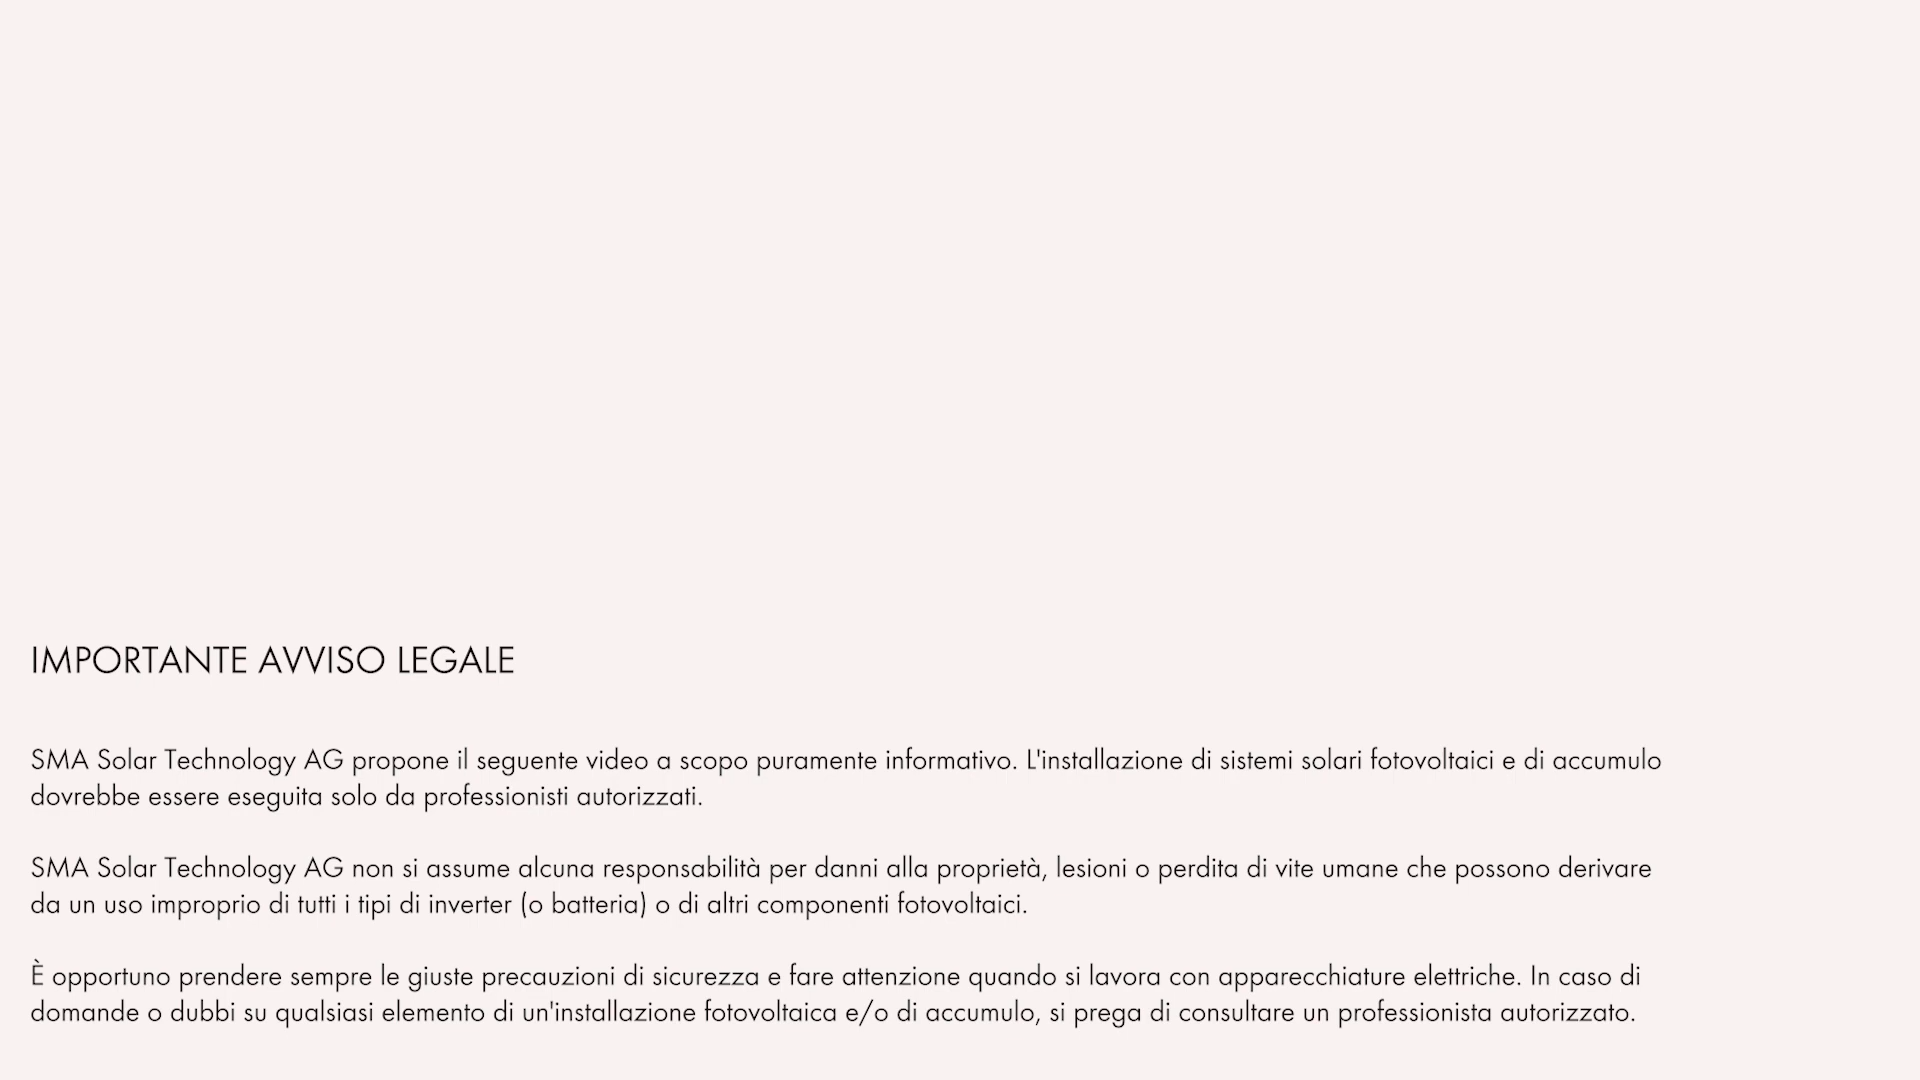 IMPORTANTE AVVISO LEGALE
SMA Solar Technology AG propone il seguente video a scopo puramente informativo. L'installazione di sistemi solari fotovoltaici e di accumulo
dovrebbe essere eseguita solo da professionisti autorizzati.
SMA Solar Technology AG non si assume alcuna responsabilità per danni alla proprietà, lesioni o perdita di vite umane che possono derivare
da un uso improprio di tutti i tipi di inverter (o batteria) o di altri componenti fotovoltaici.
È opportuno prendere sempre le giuste precauzioni di sicurezza e fare attenzione quando si lavora con apparecchiature elettriche. In caso di
domande o dubbi su qualsiasi elemento di un'installazione fotovoltaica e/o di accumulo, si prega di consultare un professionista autorizzato.